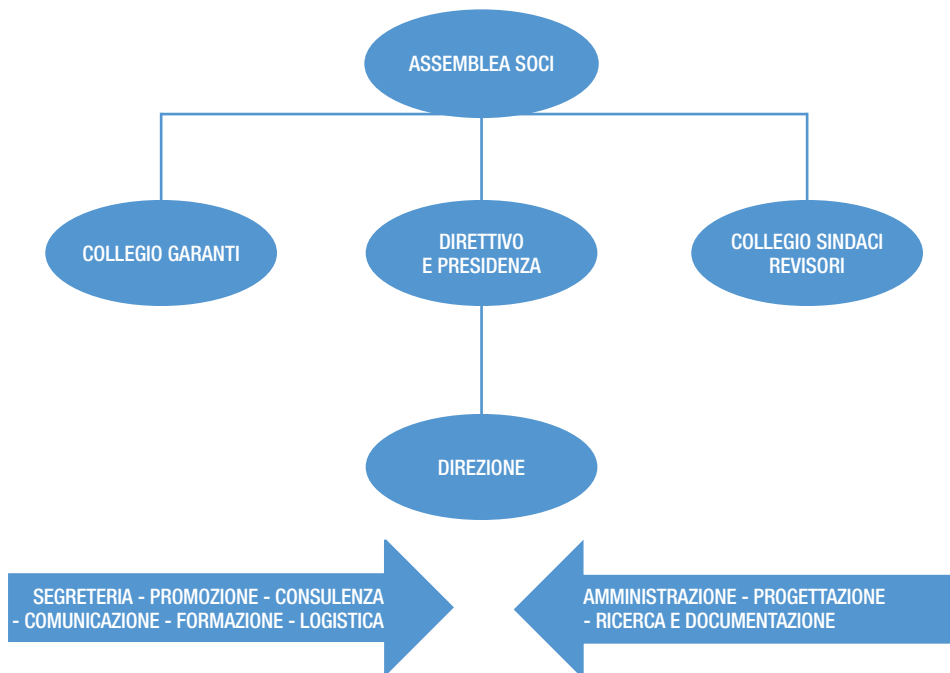 ASSEMBLEA SOCI
COLLEGIO GARANTI
DIRETTIVO
E PRESIDENZA
COLLEGIO SINDACI
REVISORI
DIREZIONE
SEGRETERIA - PROMOZIONE - CONSULENZA
- COMUNICAZIONE - FORMAZIONE - LOGISTICA
AMMINISTRAZIONE - PROGETTAZIONE
- RICERCA E DOCUMENTAZIONE